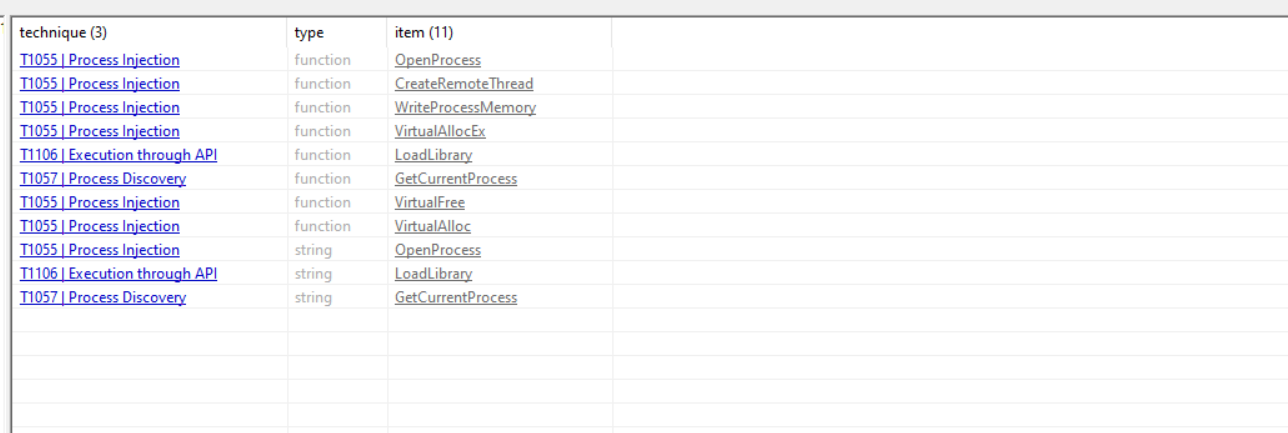 technique (3) type item (11)
T1055 | Process Injection function OpenProcess
T1055 | Process Injection function CreateRemoteThread
T1055 | Process Injection function WriteProcessMemory
T1055 | Process Injection function VirtualAllocEx
T1106 | Execution through API function LoadLibrary
T1057 | Process Discovery function GetCurrentProcess
T1055 | Process Injection function VirtualFree
T1055 | Process Injection function VirtualAlloc
T1055 | Process Injection string OpenProcess
T1106 | Execution through API string LoadLibrary
T1057 | Process Discovery string GetCurrentProcess